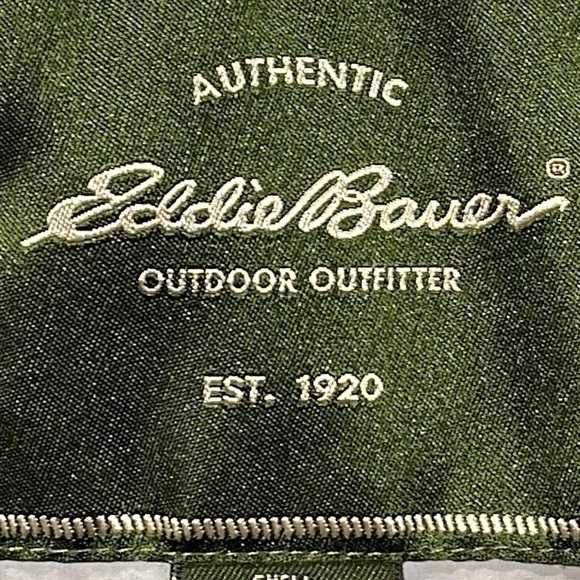 AUTHENTIC
Eddie Bauer®
OUTDOOR OUTFITTER
EST. 1920